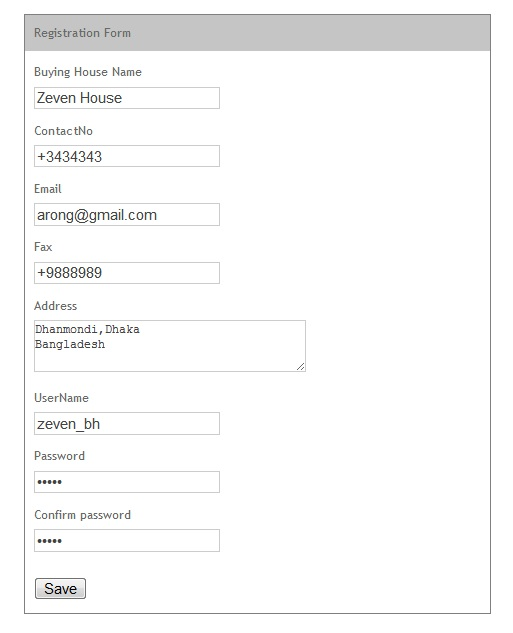 Registration Form
Buying House Name
Zeven House
ContactNo
+3434343
Email
arong@gmail.com
Fax
+9888989
Address
Dhanmondi,Dhaka
Bangladesh
UserName
zeven_bh
Password
•••••
Confirm password
•••••
Save